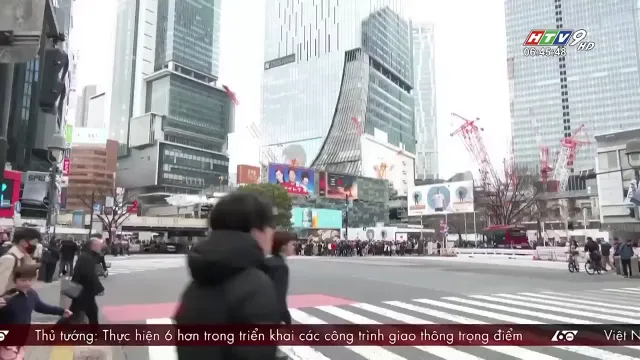 HTV9 HD
06:45:48
Thủ tướng: Thực hiện 6 hơn trong triển khai các công trình giao thông trọng điểm
Việt N